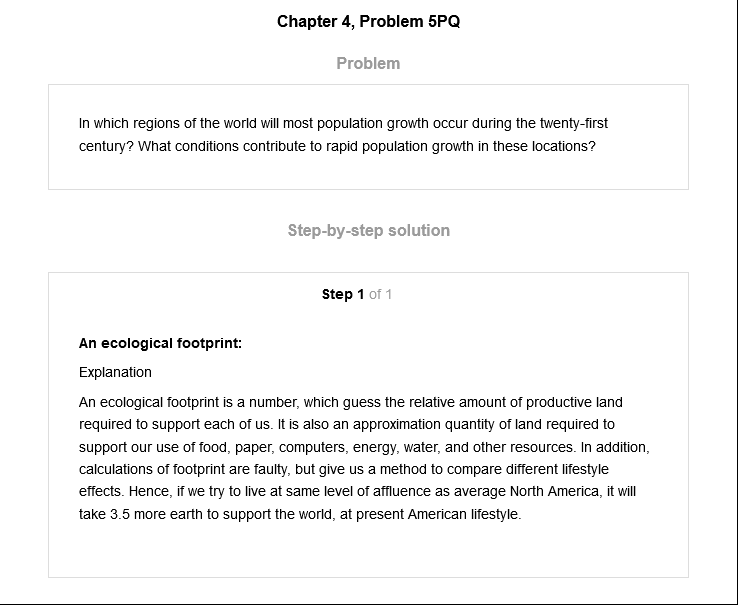 Chapter 4, Problem 5PQ
Problem
In which regions of the world will most population growth occur during the twenty-first
century? What conditions contribute to rapid population growth in these locations?
Step-by-step solution
Step 1 of 1
An ecological footprint:
Explanation
An ecological footprint is a number, which guess the relative amount of productive land
required to support each of us. It is also an approximation quantity of land required to
support our use of food, paper, computers, energy, water, and other resources. In addition,
calculations of footprint are faulty, but give us a method to compare different lifestyle
effects. Hence, if we try to live at same level of affluence as average North America, it will
take 3.5 more earth to support the world, at present American lifestyle.